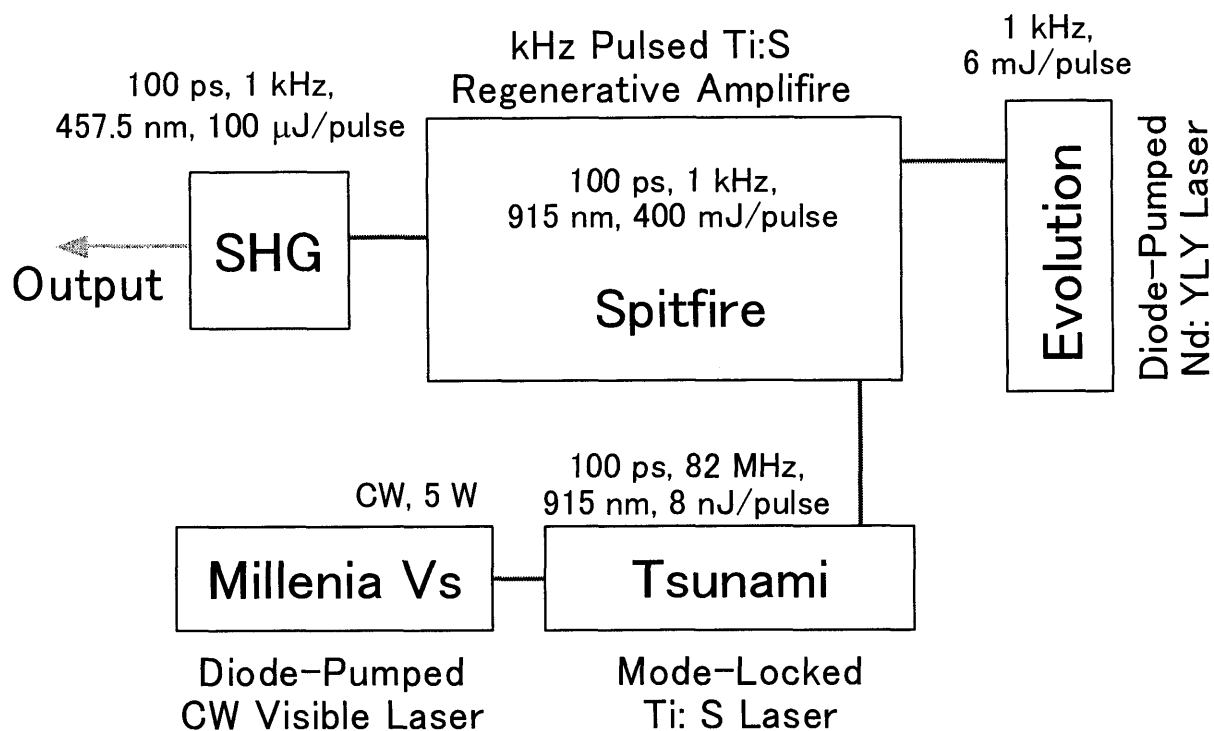 kHz Pulsed Ti:S
Regenerative Amplifire
1 kHz,
6 mJ/pulse
100 ps, 1 kHz,
457.5 nm, 100 μJ/pulse
100 ps, 1 kHz,
915 nm, 400 mJ/pulse
Spitfire
SHG
Output
Evolution
Diode-Pumped
Nd: YLY Laser
100 ps, 82 MHz,
915 nm, 8 nJ/pulse
CW, 5 W
Millenia Vs
Tsunami
Diode-Pumped
CW Visible Laser
Mode-Locked
Ti: S Laser